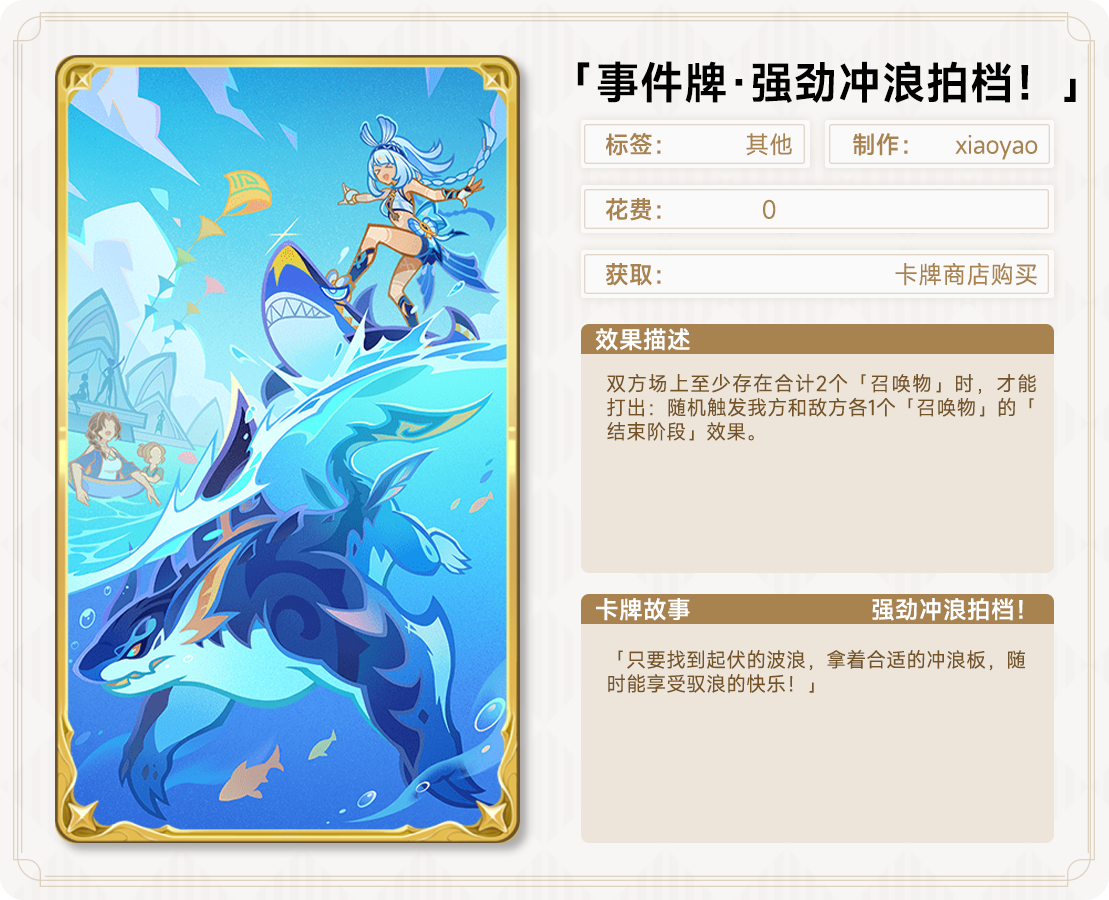 「事件牌·强劲冲浪拍档！」
标签： 其他
制作： xiaoyao
花费： 0
获取： 卡牌商店购买
效果描述
双方场上至少存在合计2个「召唤物」时，才能
打出：随机触发我方和敌方各1个「召唤物」的「
结束阶段」效果。
卡牌故事 强劲冲浪拍档！
「只要找到起伏的波浪，拿着合适的冲浪板，随
时能享受驭浪的快乐！」